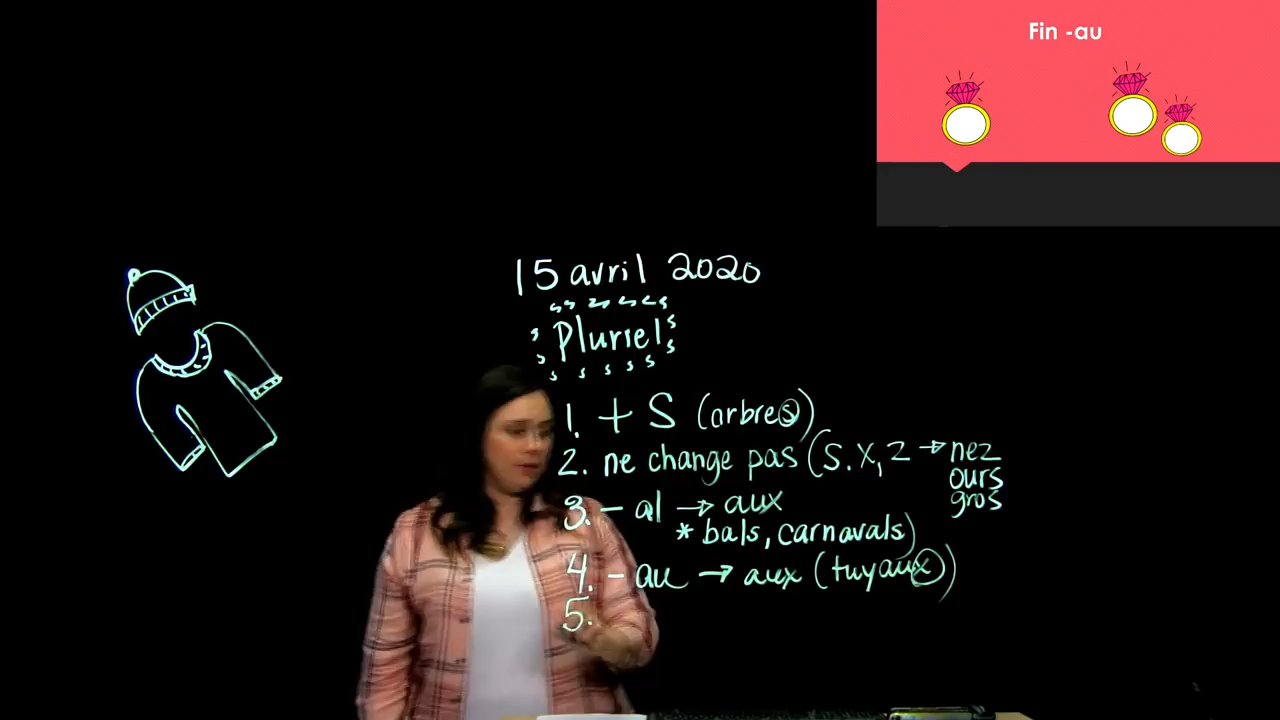 Fin -au
15 avril 2020
Pluriel
1. + S (arbres)
2. ne change pas (S. X, Z → nez
ours
gros
3. - al → aux
* bals, carnavals)
4. - au → aux (tuyaux)
5.